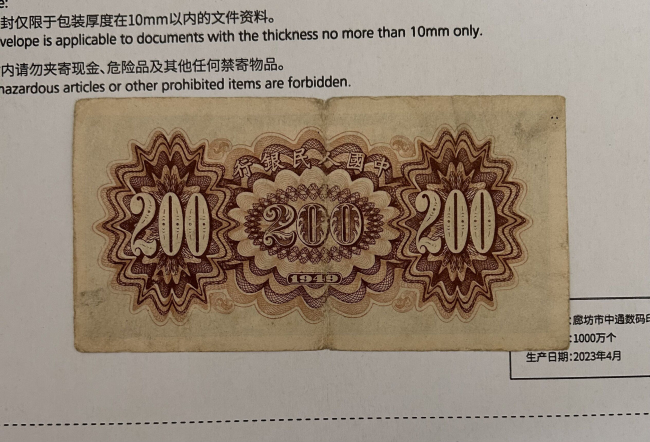 e:
封仅限于包装厚度在10mm以内的文件资料。
velope is applicable to documents with the thickness no more than 10mm only.
内请勿夹寄现金、危险品及其他任何禁寄物品。
hazardous articles or other prohibited items are forbidden.
行銀民人國中
200 200 200
1949
:廊坊市中通数码印
:1000万个
生产日期:2023年4月